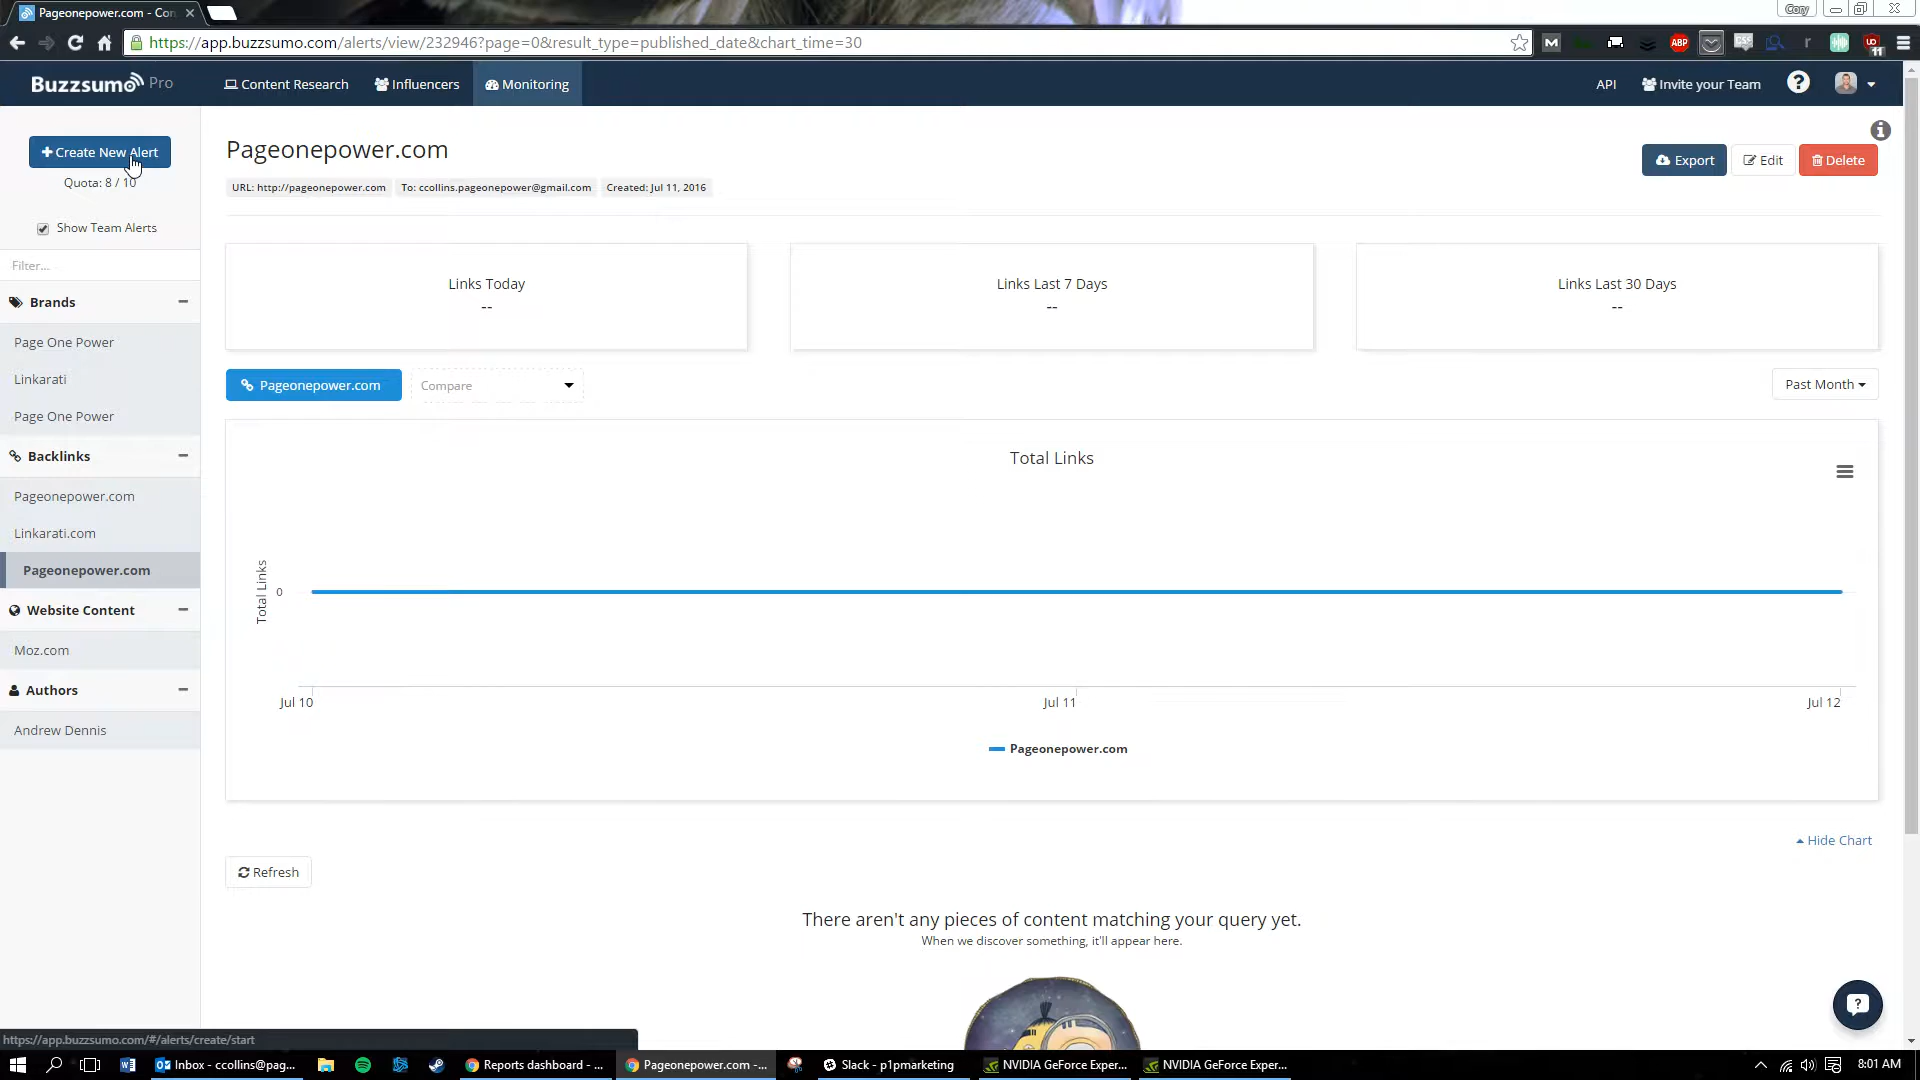 Pageonepower.com - Con
Cory
https://app.buzzsumo.com/alerts/view/232946?page=0&result_type=published_date&chart_time=30
M
ABP
CSS
r
11
Buzzsumo Pro
Content Research
Influencers
Monitoring
API
Invite your Team
?
+ Create New Alert
Quota: 8 / 10
Show Team Alerts
Filter...
Brands
Page One Power
Linkarati
Page One Power
Backlinks
Pageonepower.com
Linkarati.com
Pageonepower.com
Website Content
Moz.com
Authors
Andrew Dennis
Pageonepower.com
URL: http://pageonepower.com
To: ccollins.pageonepower@gmail.com
Created: Jul 11, 2016
Export
Edit
Delete
Links Today
--
Links Last 7 Days
--
Links Last 30 Days
--
Pageonepower.com
Compare
Past Month
Total Links
Total Links
0
Jul 10
Jul 11
Jul 12
Pageonepower.com
Hide Chart
Refresh
There aren't any pieces of content matching your query yet.
When we discover something, it'll appear here.
?
https://app.buzzsumo.com/#/alerts/create/start
Inbox - ccollins@pag...
Reports dashboard - ...
Pageonepower.com -...
Slack - p1pmarketing
NVIDIA GeForce Exper...
NVIDIA GeForce Exper...
8:01 AM